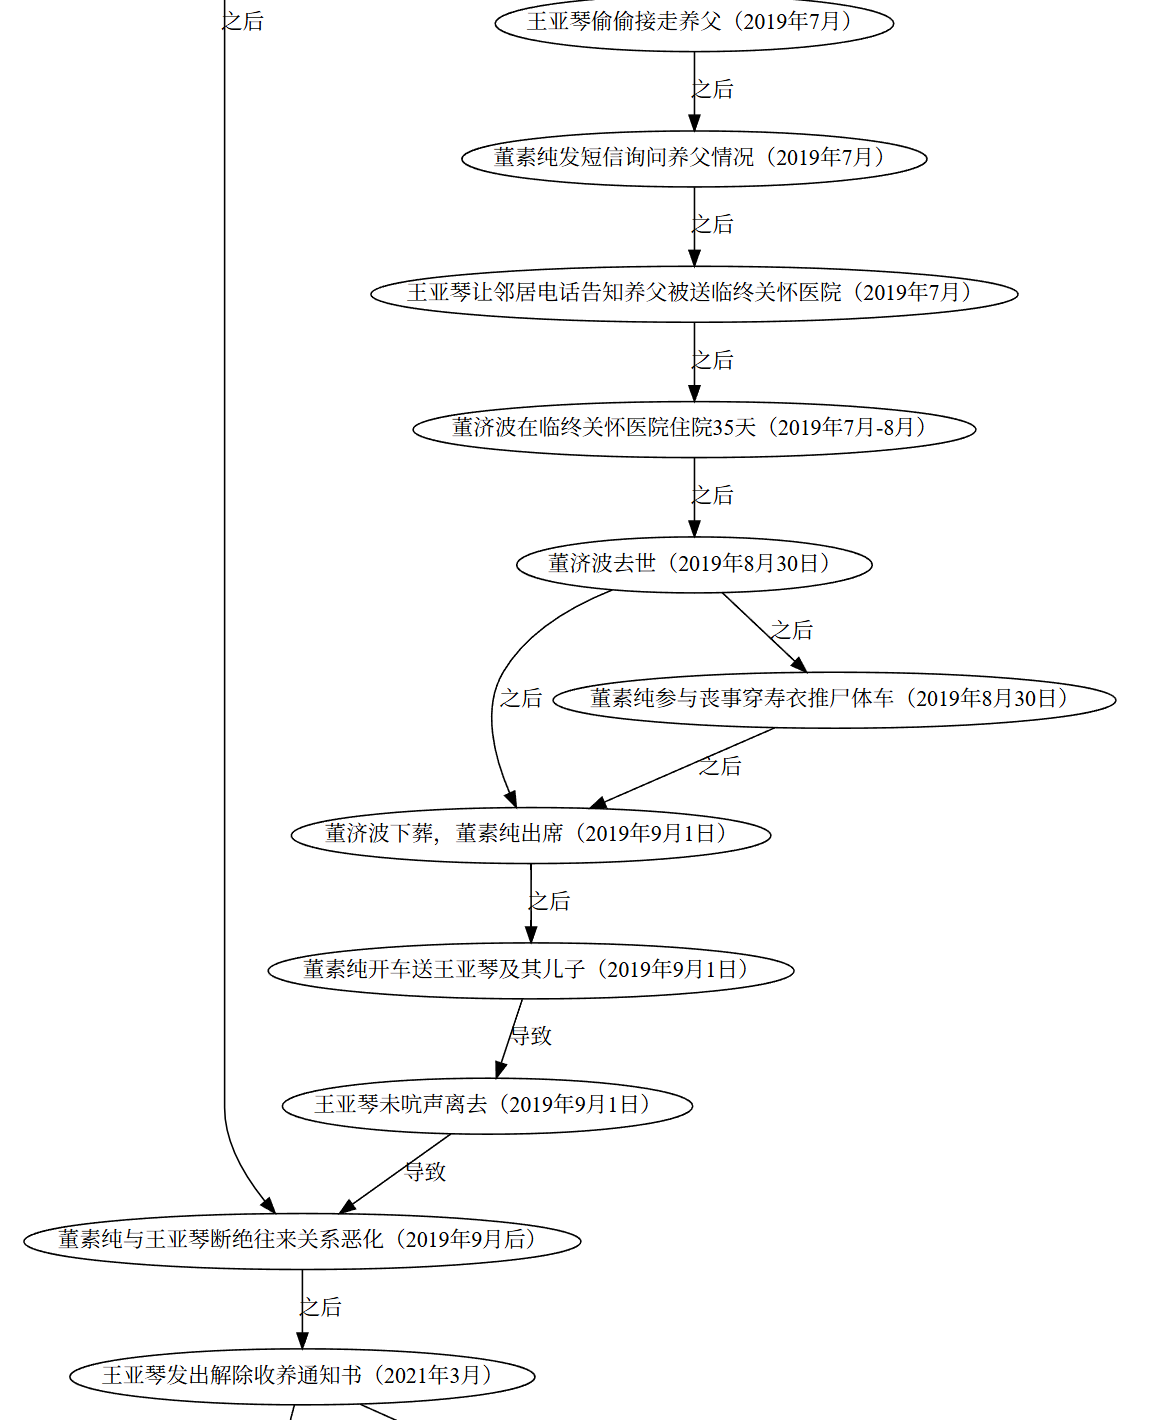 之后
王亚琴偷偷接走养父（2019年7月）
之后
董素纯发短信询问养父情况（2019年7月）
之后
王亚琴让邻居电话告知养父被送临终关怀医院（2019年7月）
之后
董济波在临终关怀医院住院35天（2019年7月-8月）
之后
董济波去世（2019年8月30日）
之后
之后
董素纯参与丧事穿寿衣推尸体车（2019年8月30日）
之后
董济波下葬，董素纯出席（2019年9月1日）
之后
董素纯开车送王亚琴及其儿子（2019年9月1日）
导致
王亚琴未吭声离去（2019年9月1日）
导致
董素纯与王亚琴断绝往来关系恶化（2019年9月后）
之后
王亚琴发出解除收养通知书（2021年3月）